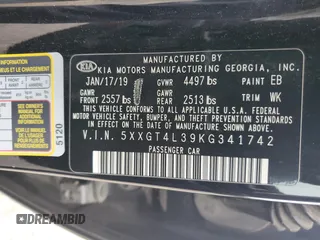 MANUFACTURED BY
KIA KIA MOTORS MANUFACTURING GEORGIA, INC.
JAN/17/19 GVWR 4497 lbs PAINT EB
GAWR GAWR
FRONT 2557 lbs REAR 2513 lbs TRIM WK
THIS VEHICLE CONFORMS TO ALL APPLICABLE
U.S. FEDERAL MOTOR VEHICLE SAFETY, BUMPER,
AND THEFT PREVENTION STANDARDS IN EFFECT
ON THE DATE OF MANUFACTURE SHOWN ABOVE.
V.I.N. 5XXGT4L39KG341742
PASSENGER CAR
5120
DAMEBID